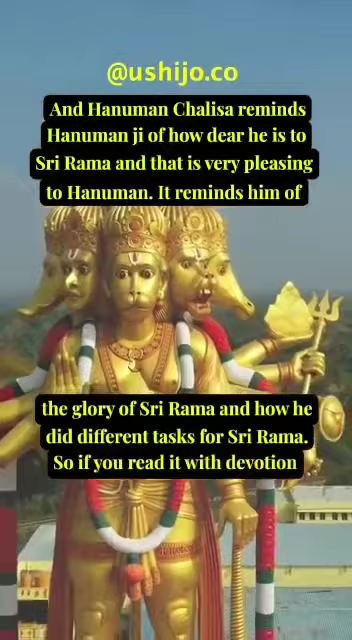 @ushijo.co
And Hanuman Chalisa reminds
Hanuman ji of how dear he is to
Sri Rama and that is very pleasing
to Hanuman. It reminds him of
the glory of Sri Rama and how he
did different tasks for Sri Rama.
So if you read it with devotion